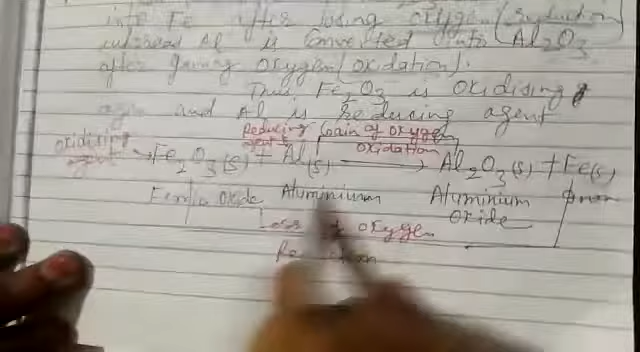 into Fe after losing oxygen (reduction)
whereas Al is converted into Al2O3
after gaining oxygen (oxidation).
Thus Fe2O3 is oxidising
agent and Al is reducing agent
Reducing agent Gain of oxygen
oxidising agent oxidation
Fe2O3(s) + Al(s) → Al2O3(s) + Fe(s)
Ferric oxide Aluminium Aluminium Oxide
Loss of oxygen